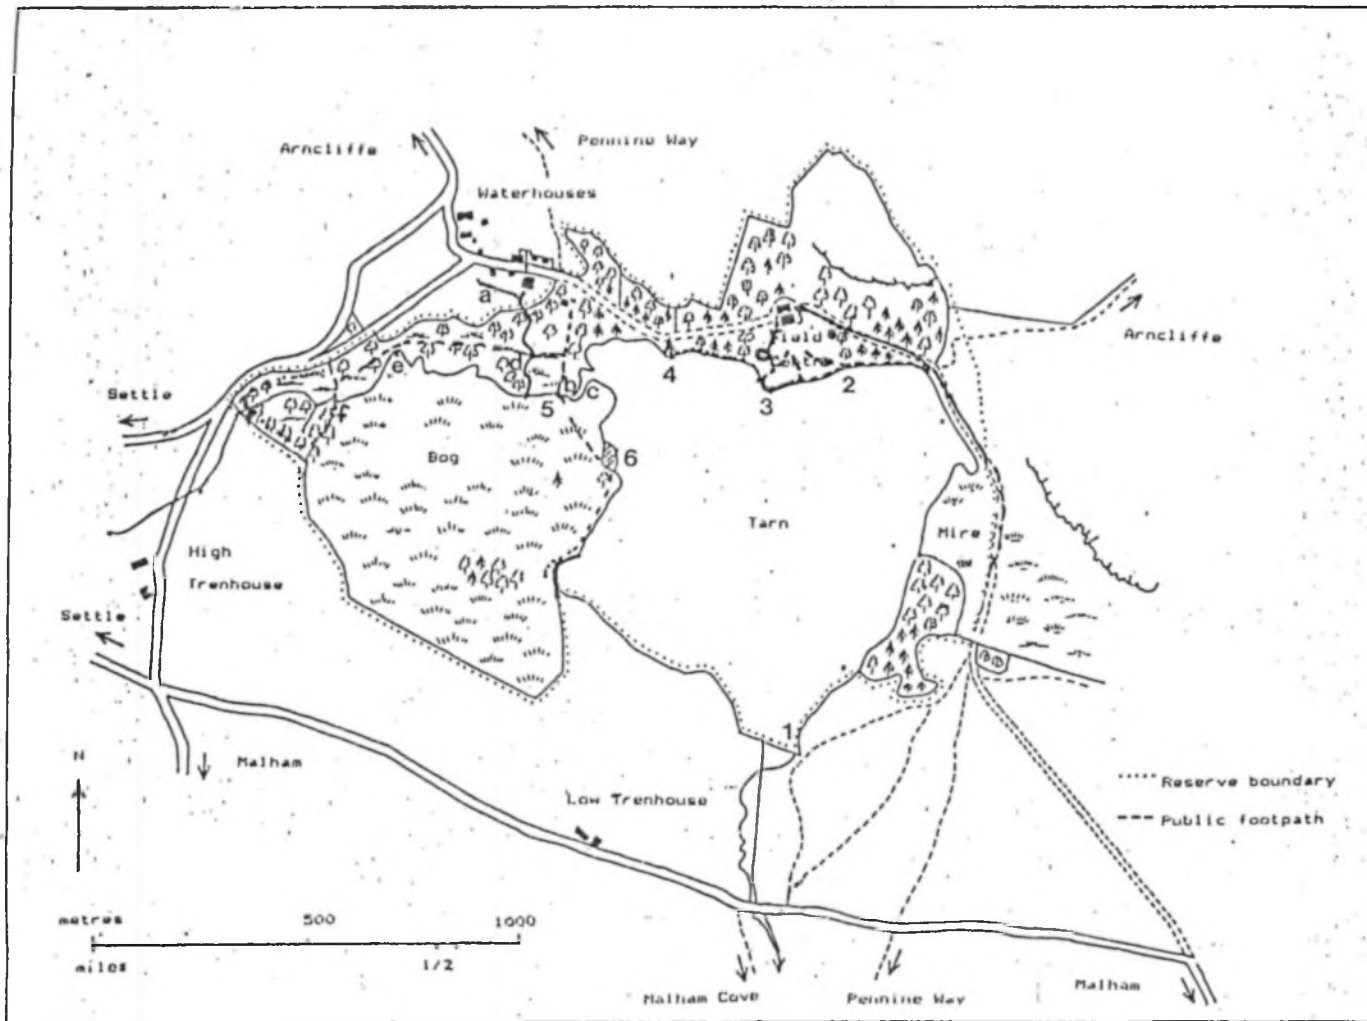 Pennine Way
Arncliffe
Waterhouses
a
Arncliffe
Field
Centre
4
2
e
d
3
Settle
5
c
f
Bog
6
Tarn
Mire
High
Trenhouse
Settle
1
N
Malham
Low Trenhouse
Reserve boundary
Public footpath
metres 500 1000
miles 1/2
Malham Cove
Pennine Way
Malham